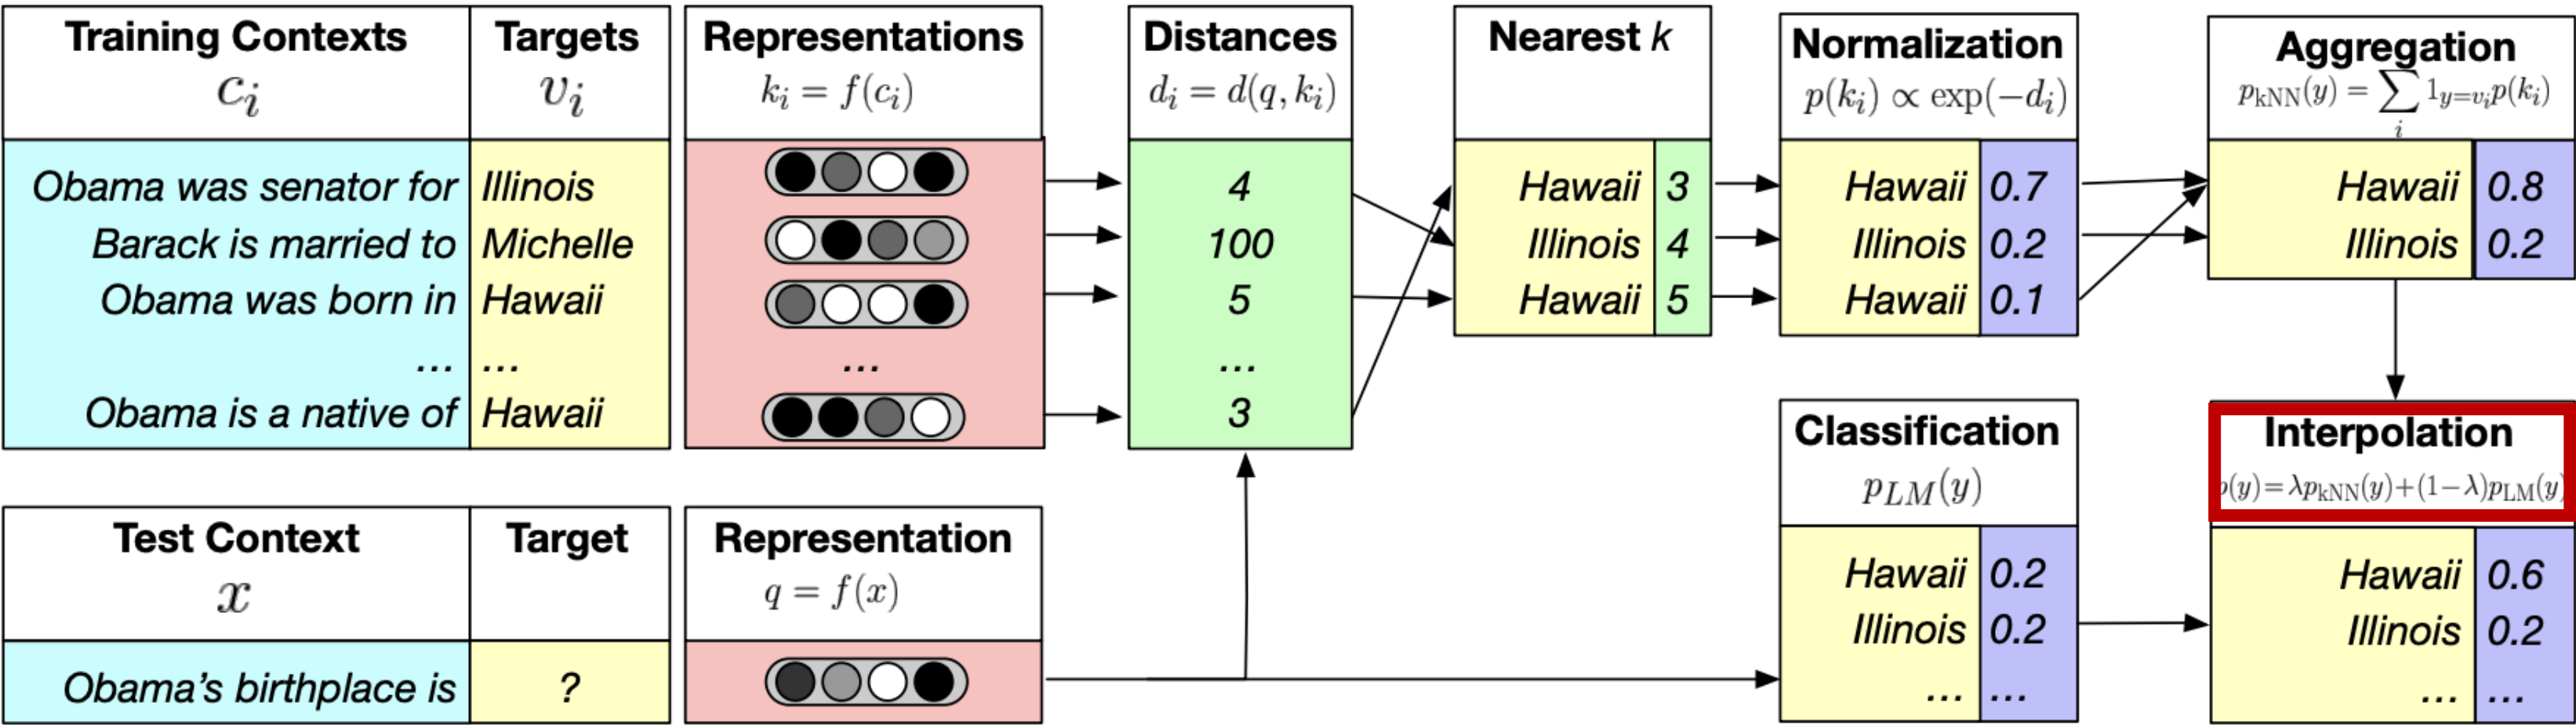 Training Contexts
c_i
Targets
v_i
Representations
k_i = f(c_i)
Distances
d_i = d(q, k_i)
Nearest k
Normalization
p(k_i) ∝ exp(−d_i)
Aggregation
p_kNN(y) = ∑_i 1_{y=v_i} p(k_i)
Obama was senator for Illinois
Barack is married to Michelle
Obama was born in Hawaii
... ...
Obama is a native of Hawaii
...
4
100
5
...
3
Hawaii 3
Illinois 4
Hawaii 5
Hawaii 0.7
Illinois 0.2
Hawaii 0.1
Hawaii 0.8
Illinois 0.2
Test Context
x
Target
Representation
q = f(x)
Obama’s birthplace is ?
Classification
p_LM(y)
Hawaii 0.2
Illinois 0.2
... ...
Interpolation
(y)=λp_kNN(y)+(1−λ)p_LM(y)
Hawaii 0.6
Illinois 0.2
... ...